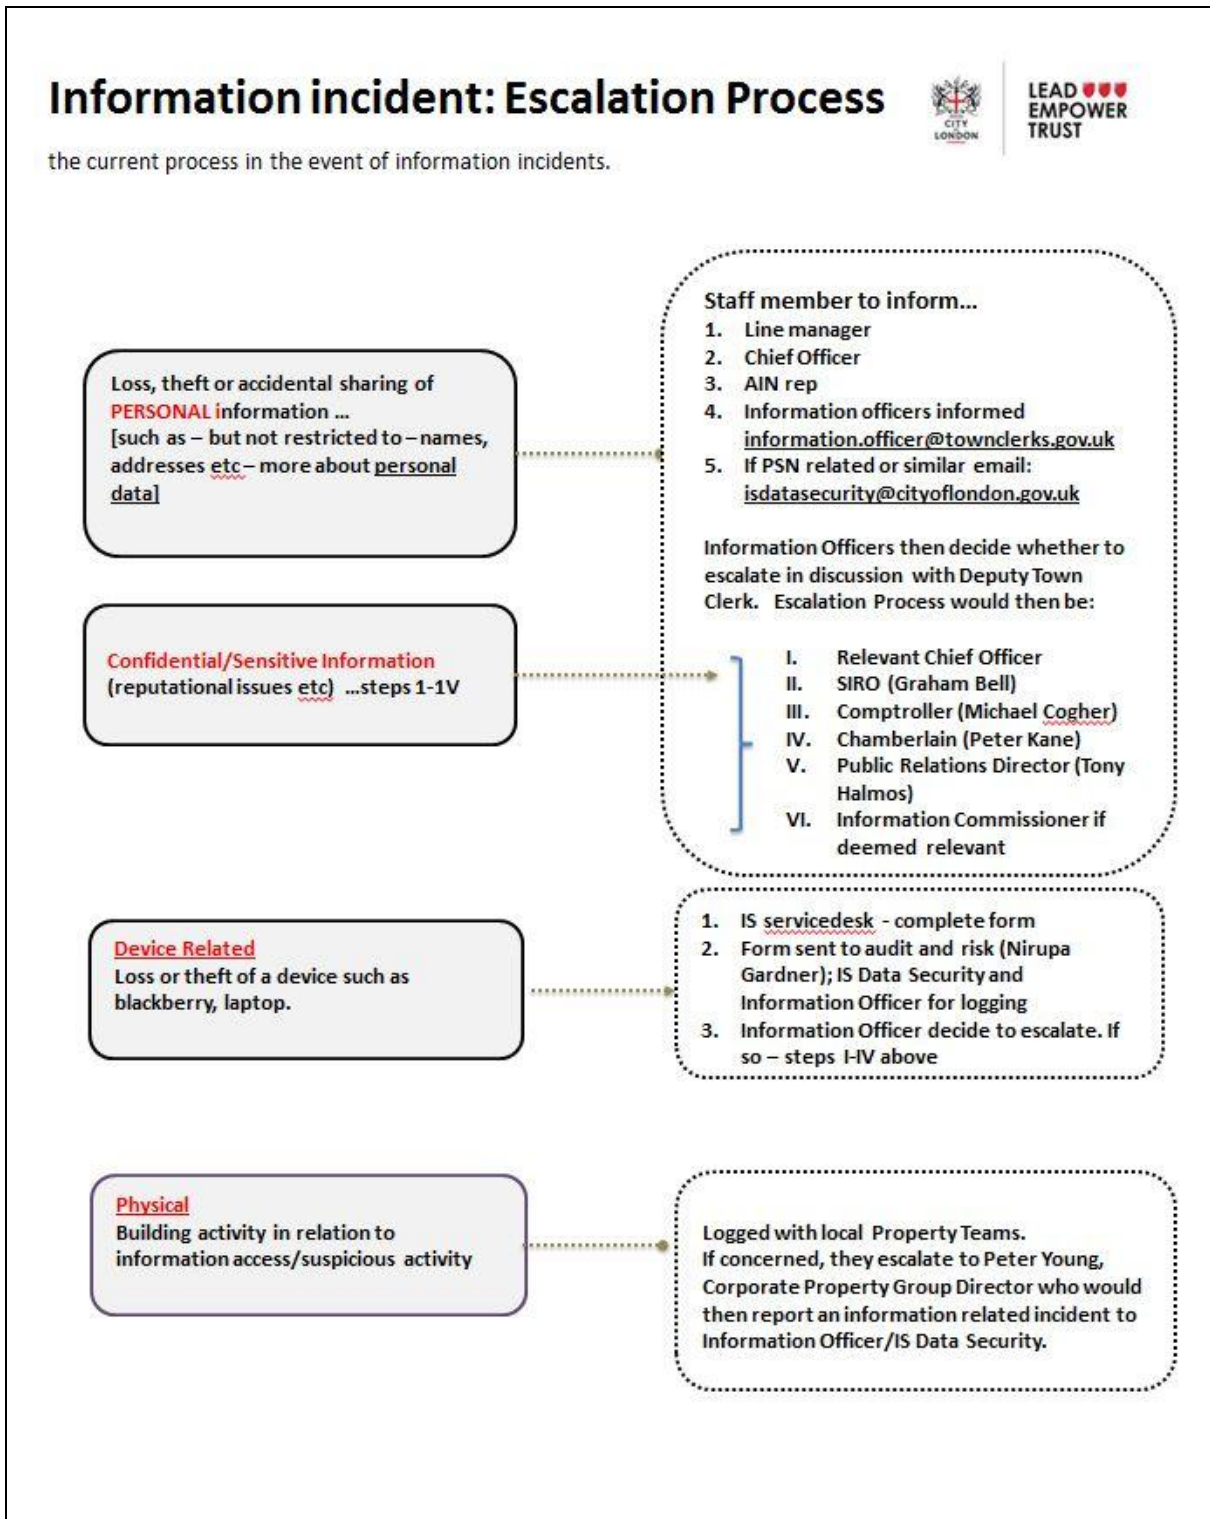 Information incident: Escalation Process
CITY
LONDON
LEAD
EMPOWER
TRUST
the current process in the event of information incidents.
Loss, theft or accidental sharing of
PERSONAL information ...
[such as – but not restricted to – names,
addresses etc – more about personal
data]
Staff member to inform...
1. Line manager
2. Chief Officer
3. AIN rep
4. Information officers informed
information.officer@townclerks.gov.uk
5. If PSN related or similar email:
isdatasecurity@cityoflondon.gov.uk
Information Officers then decide whether to
escalate in discussion with Deputy Town
Clerk. Escalation Process would then be:
Confidential/Sensitive Information
(reputational issues etc) ...steps 1-1V
I. Relevant Chief Officer
II. SIRO (Graham Bell)
III. Comptroller (Michael Cogher)
IV. Chamberlain (Peter Kane)
V. Public Relations Director (Tony
Halmos)
VI. Information Commissioner if
deemed relevant
Device Related
Loss or theft of a device such as
blackberry, laptop.
1. IS servicedesk - complete form
2. Form sent to audit and risk (Nirupa
Gardner); IS Data Security and
Information Officer for logging
3. Information Officer decide to escalate. If
so – steps I-IV above
Physical
Building activity in relation to
information access/suspicious activity
Logged with local Property Teams.
If concerned, they escalate to Peter Young,
Corporate Property Group Director who would
then report an information related incident to
Information Officer/IS Data Security.